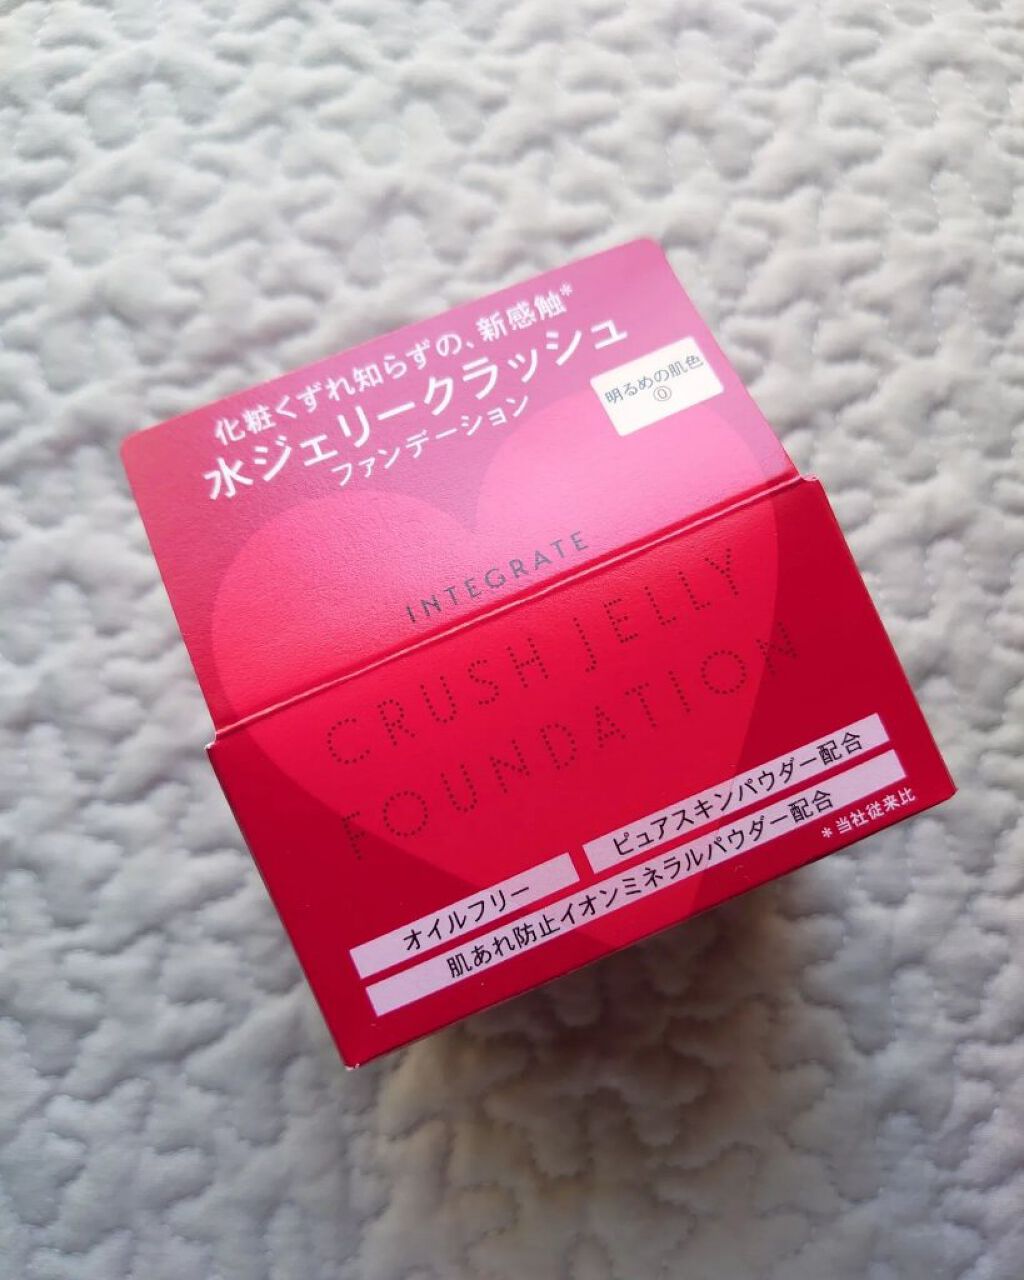 化粧くずれ知らずの、新感触*
水ジェリークラッシュ
ファンデーション
明るめの肌色
⓪
INTEGRATE
CRUSH JELLY
FOUNDATION
オイルフリー
ピュアスキンパウダー配合
肌あれ防止イオンミネラルパウダー配合
*当社従来比